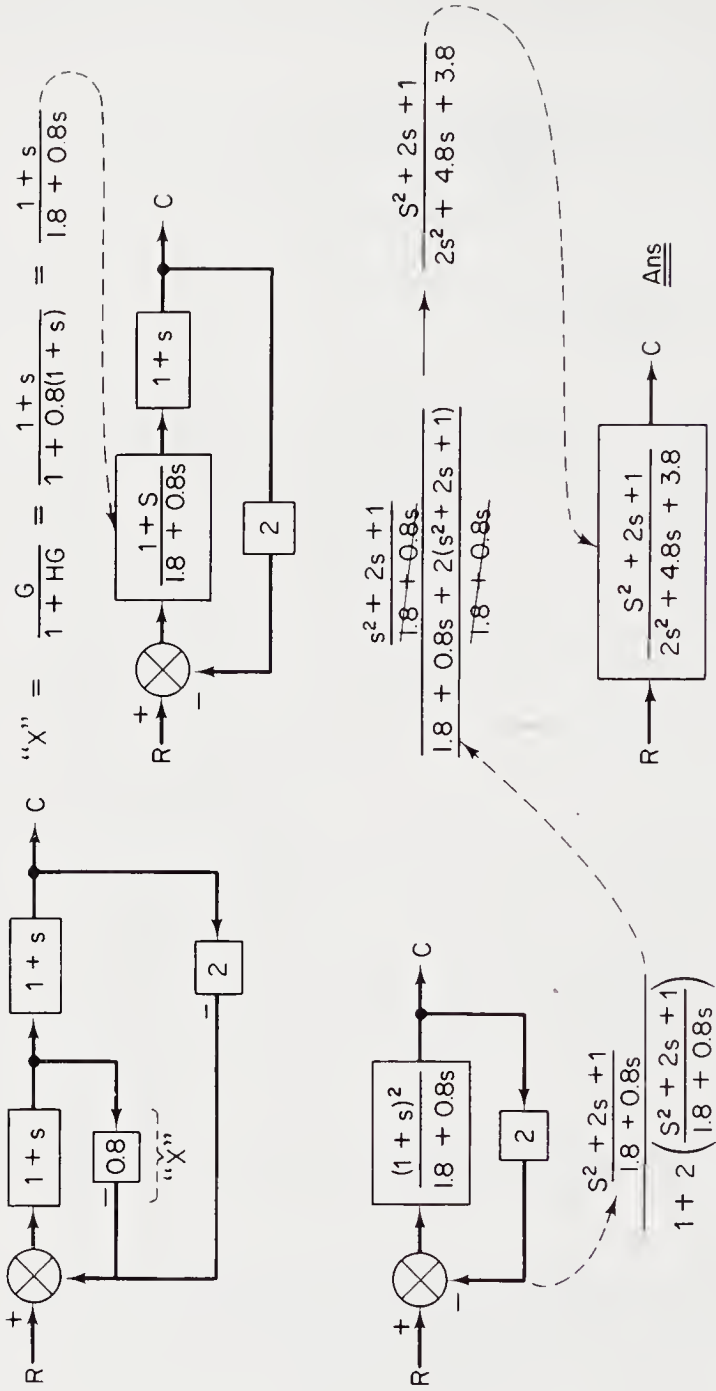 R
+
1 + s
1 + s
C
−
0.8
"X"
−
2
"X" = G / 1 + HG = 1 + s / 1 + 0.8(1 + s) = 1 + s / 1.8 + 0.8s
R
+
−
1 + S / 1.8 + 0.8s
1 + s
C
2
R
+
−
(1 + s)² / 1.8 + 0.8s
C
2
S² + 2s + 1
1.8 + 0.8s
1 + 2 (S² + 2s + 1 / 1.8 + 0.8s)
s² + 2s + 1
1.8 + 0.8s
1.8 + 0.8s + 2(s² + 2s + 1)
1.8 + 0.8s
S² + 2s + 1
2s² + 4.8s + 3.8
R
S² + 2s + 1
2s² + 4.8s + 3.8
C
Ans